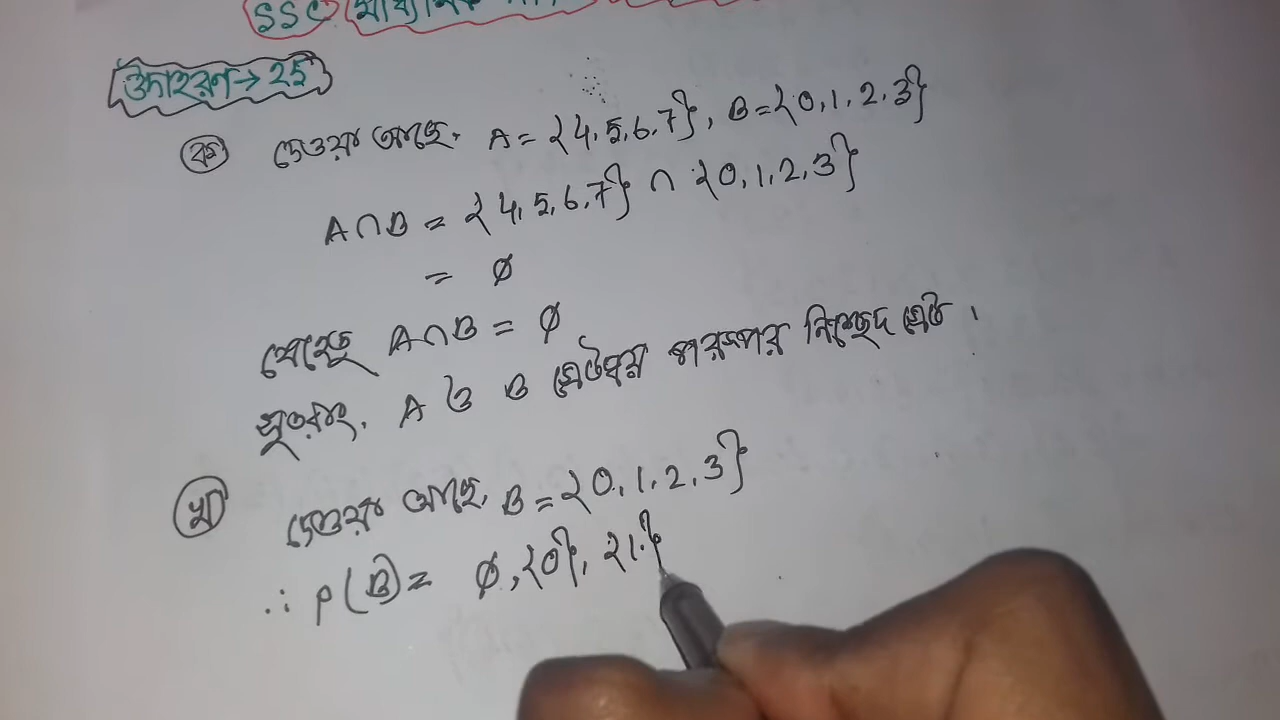 SSC (মাধ্যমিক
উদাহরণ→ 25
ক দেওয়া আছে, A = {4, 5, 6, 7}, B = {0, 1, 2, 3}
A∩B = {4, 5, 6, 7} ∩ {0, 1, 2, 3}
= ∅
যেহেতু A∩B = ∅
সুতরাং, A ও B সেটদ্বয় পরস্পর নিশ্ছেদ সেট।
খ দেওয়া আছে, B = {0, 1, 2, 3}
∴ P(B) = ∅, {0}, {1}